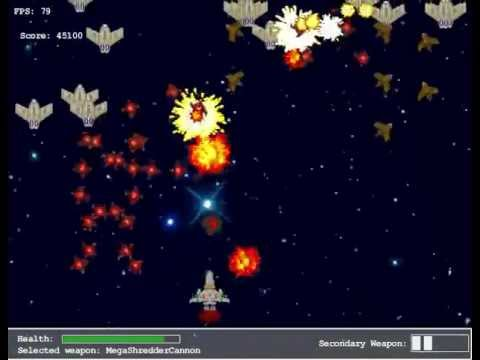 FPS: 79
Score: 45100
Health:
Selected weapon: MegaShredderCannon
Secondary Weapon: